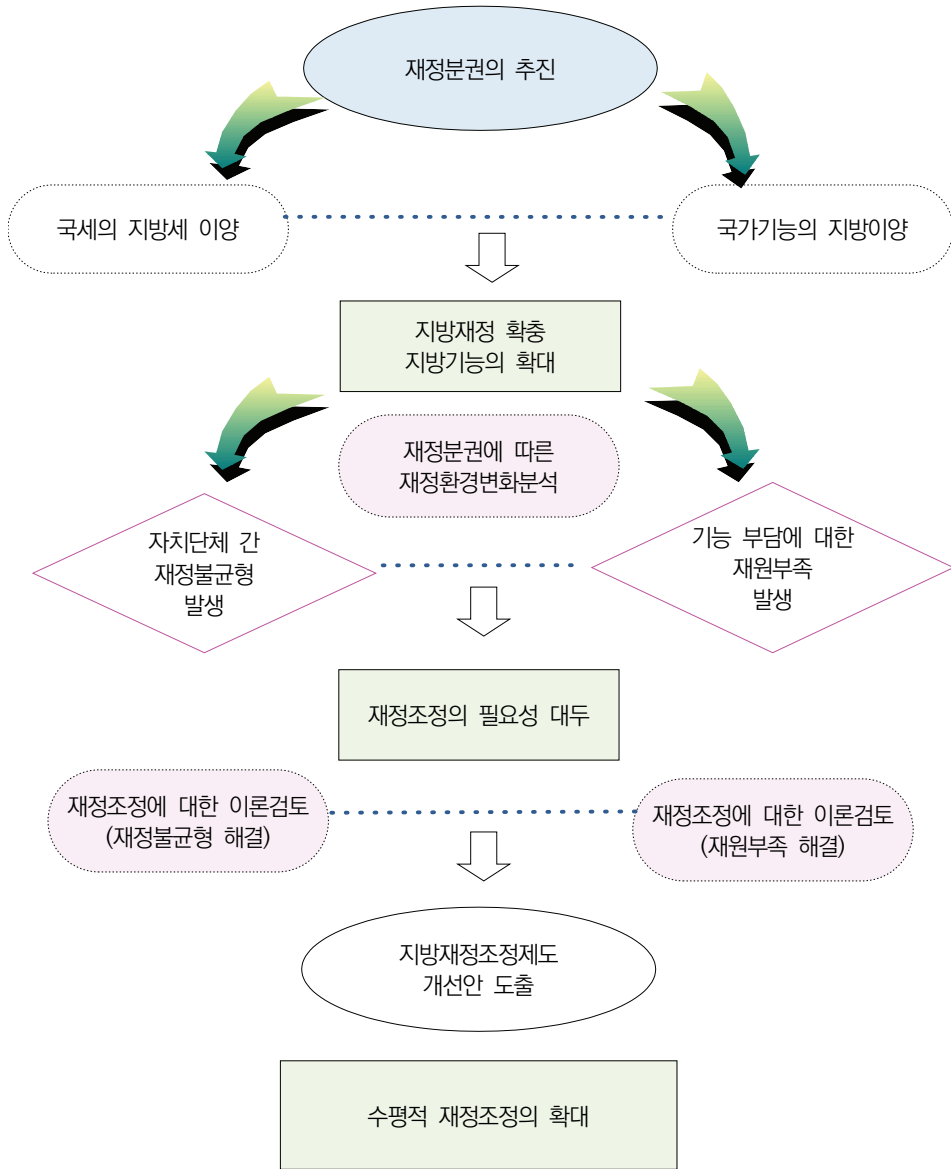 재정분권의 추진
국세의 지방세 이양
국가기능의 지방이양
지방재정 확충
지방기능의 확대
재정분권에 따른
재정환경변화분석
자치단체 간
재정불균형
발생
기능 부담에 대한
재원부족
발생
재정조정의 필요성 대두
재정조정에 대한 이론검토
(재정불균형 해결)
재정조정에 대한 이론검토
(재원부족 해결)
지방재정조정제도
개선안 도출
수평적 재정조정의 확대